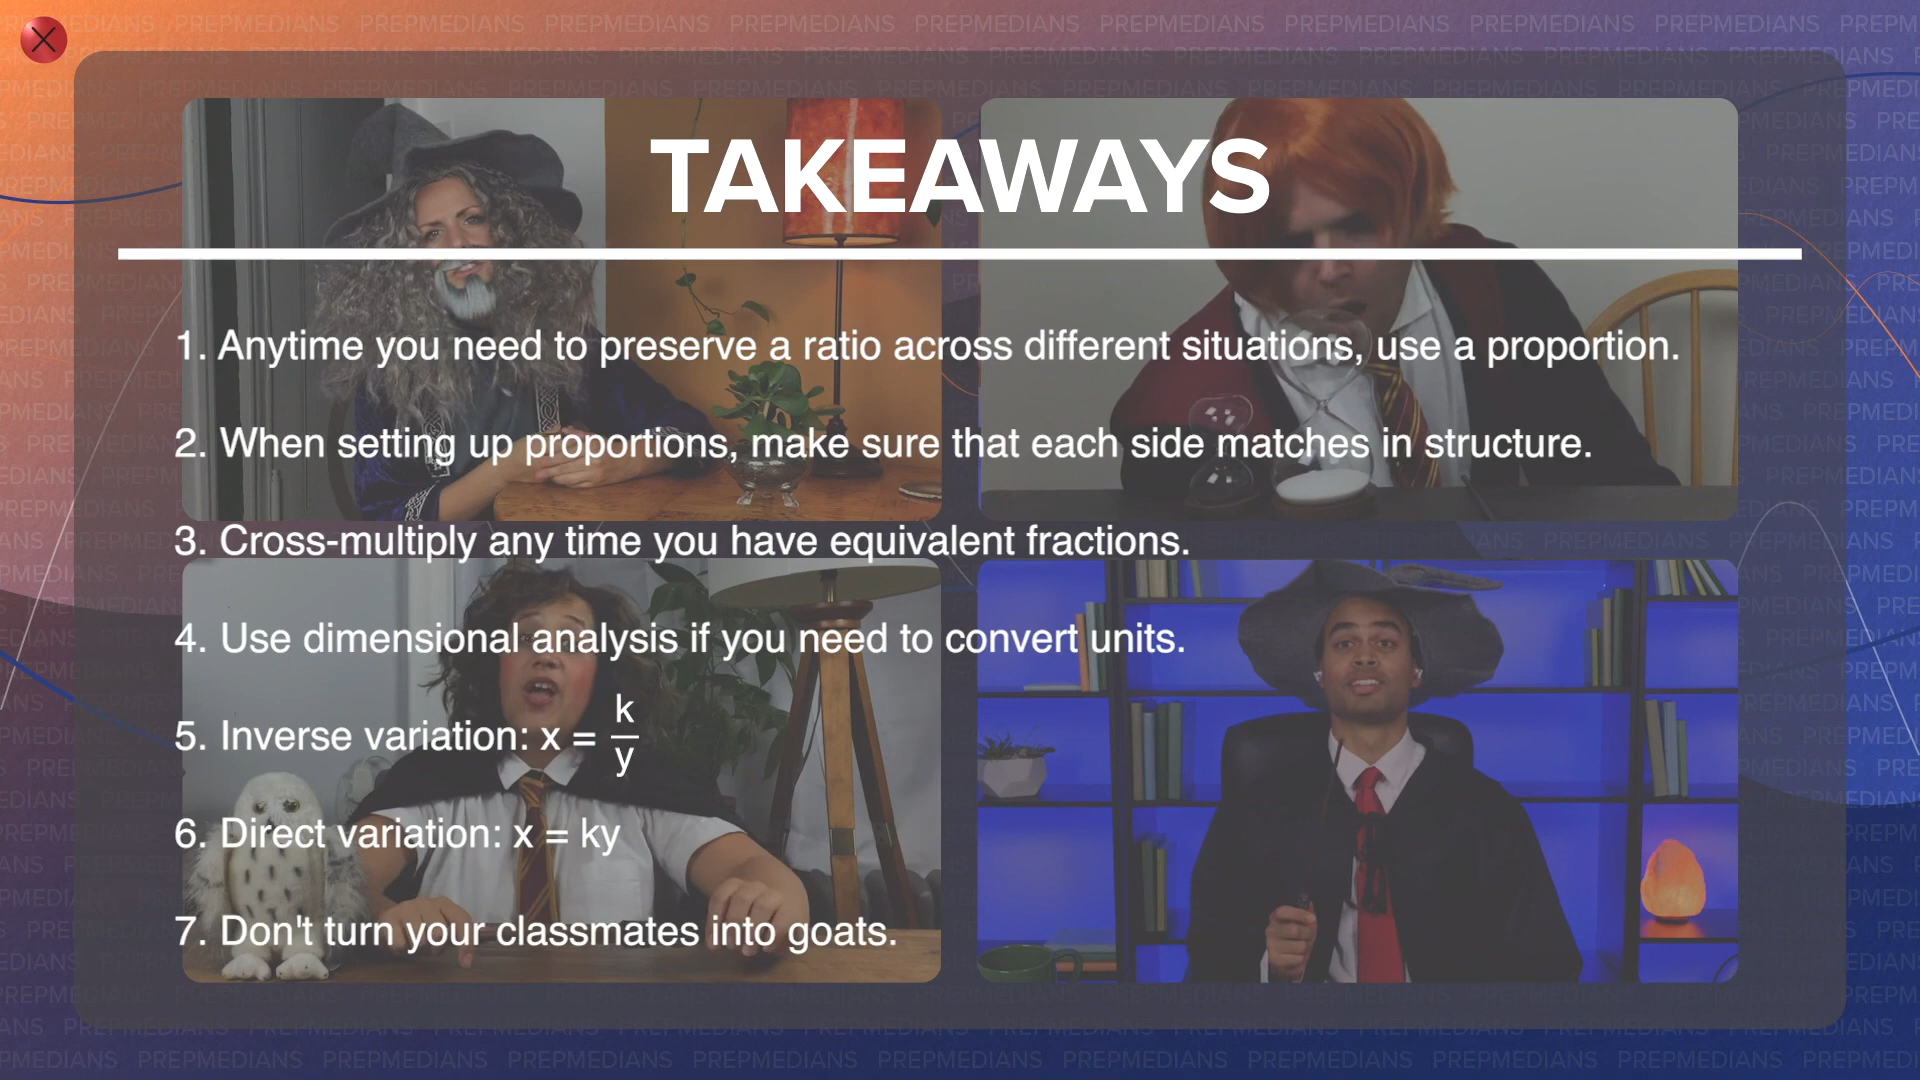 TAKEAWAYS
1. Anytime you need to preserve a ratio across different situations, use a proportion.
2. When setting up proportions, make sure that each side matches in structure.
3. Cross-multiply any time you have equivalent fractions.
4. Use dimensional analysis if you need to convert units.
5. Inverse variation: x = k/y
6. Direct variation: x = ky
7. Don't turn your classmates into goats.
PREPMEDIANS